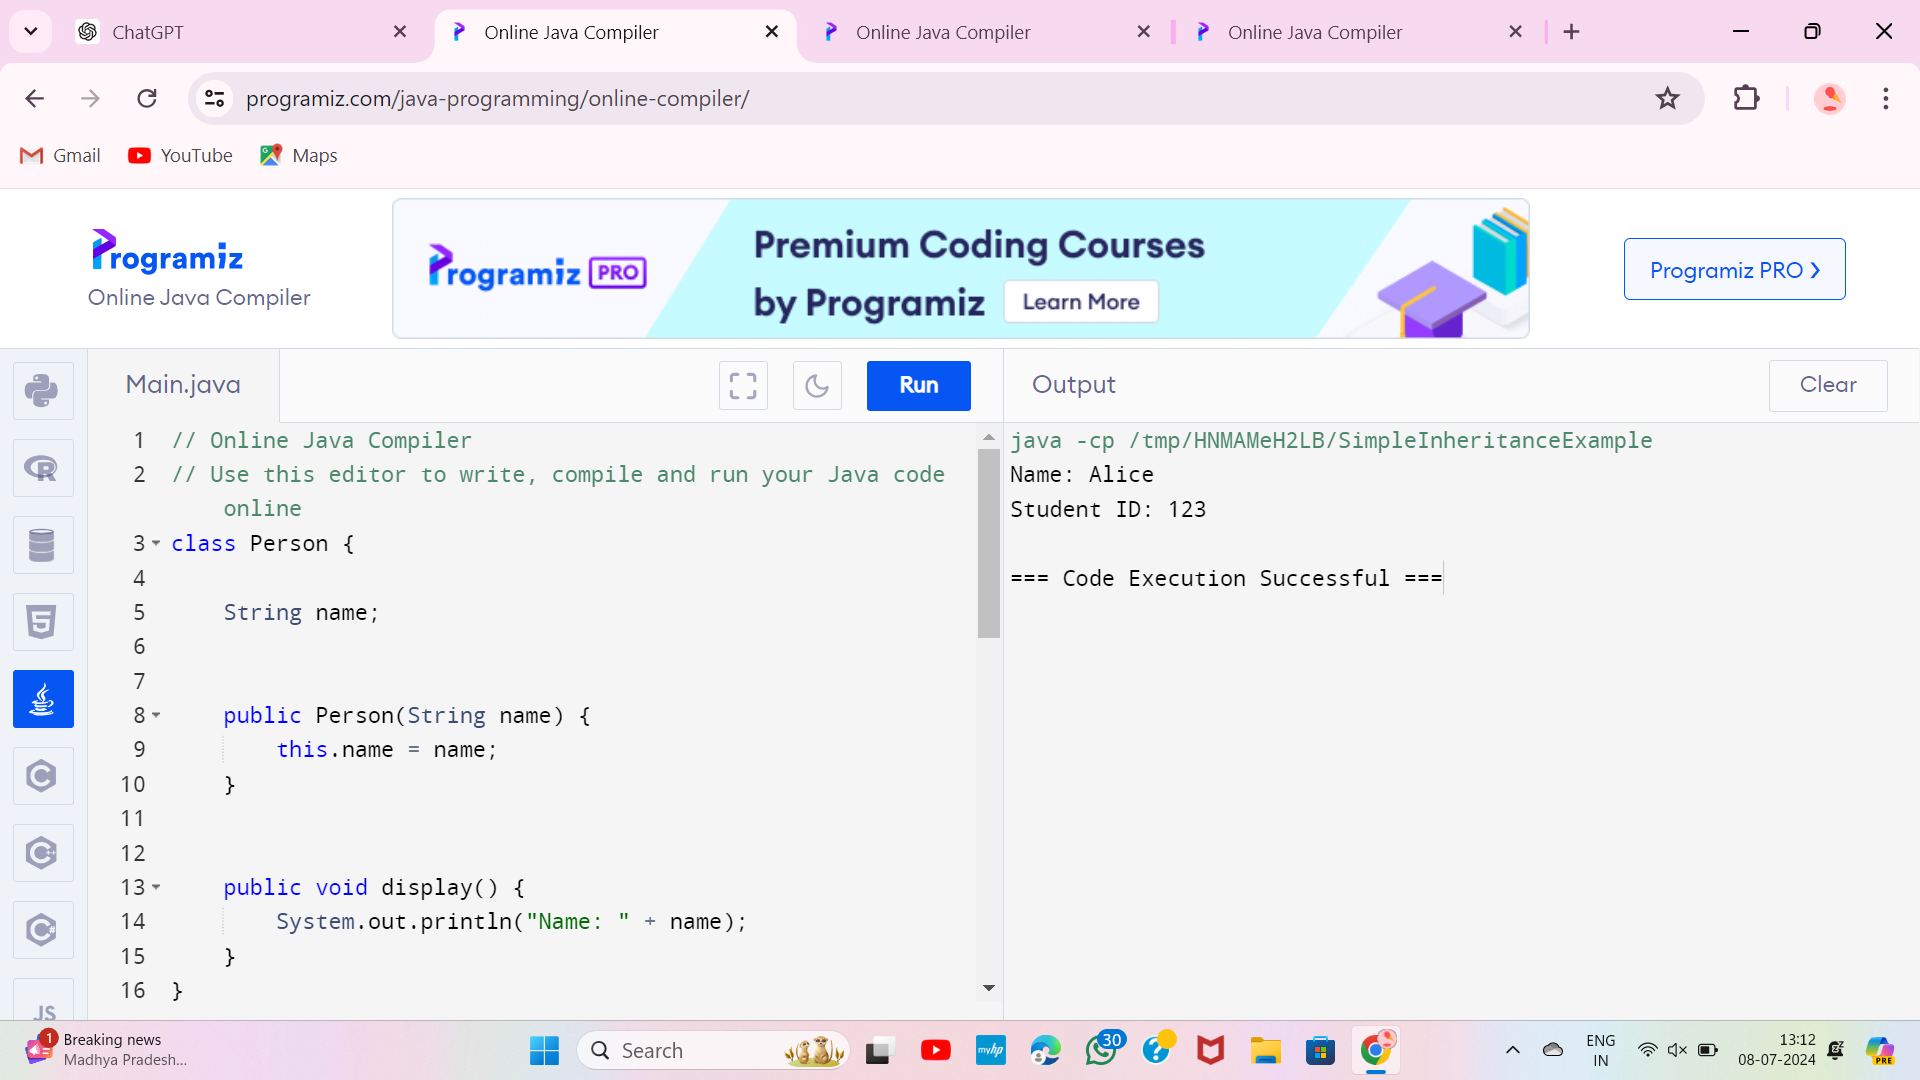 ChatGPT
Online Java Compiler
Online Java Compiler
Online Java Compiler
programiz.com/java-programming/online-compiler/
Gmail
YouTube
Maps
Programiz
Online Java Compiler
Programiz PRO
Premium Coding Courses
by Programiz
Learn More
Programiz PRO ❯
Main.java
Run
Output
Clear
1 // Online Java Compiler
2 // Use this editor to write, compile and run your Java code
online
3 class Person {
4
5 String name;
6
7
8 public Person(String name) {
9 this.name = name;
10 }
11
12
13 public void display() {
14 System.out.println("Name: " + name);
15 }
16 }
java -cp /tmp/HNMAMeH2LB/SimpleInheritanceExample
Name: Alice
Student ID: 123
=== Code Execution Successful ===
R
5
C
C++
C#
JS
1
Breaking news
Madhya Pradesh...
Search
myhp
30
?
ENG
IN
13:12
08-07-2024
PRE